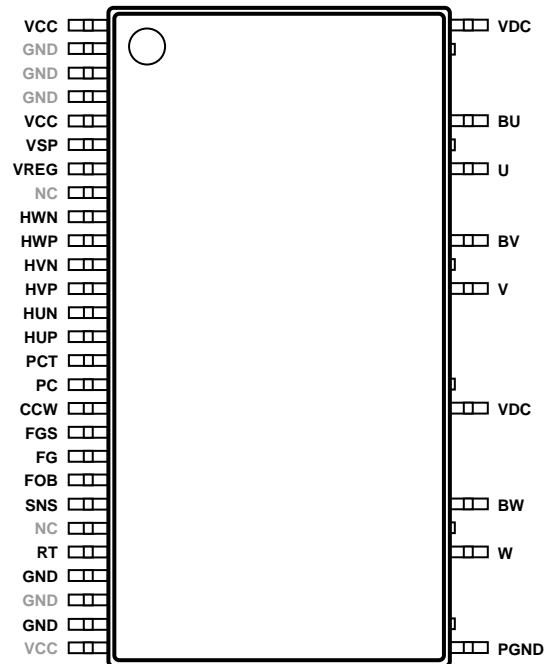 VCC VDC
GND
GND
GND
VCC BU
VSP
VREG U
NC
HWN
HWP BV
HVN
HVP V
HUN
HUP
PCT
PC
CCW VDC
FGS
FG
FOB
SNS BW
NC
RT W
GND
GND
GND
VCC PGND